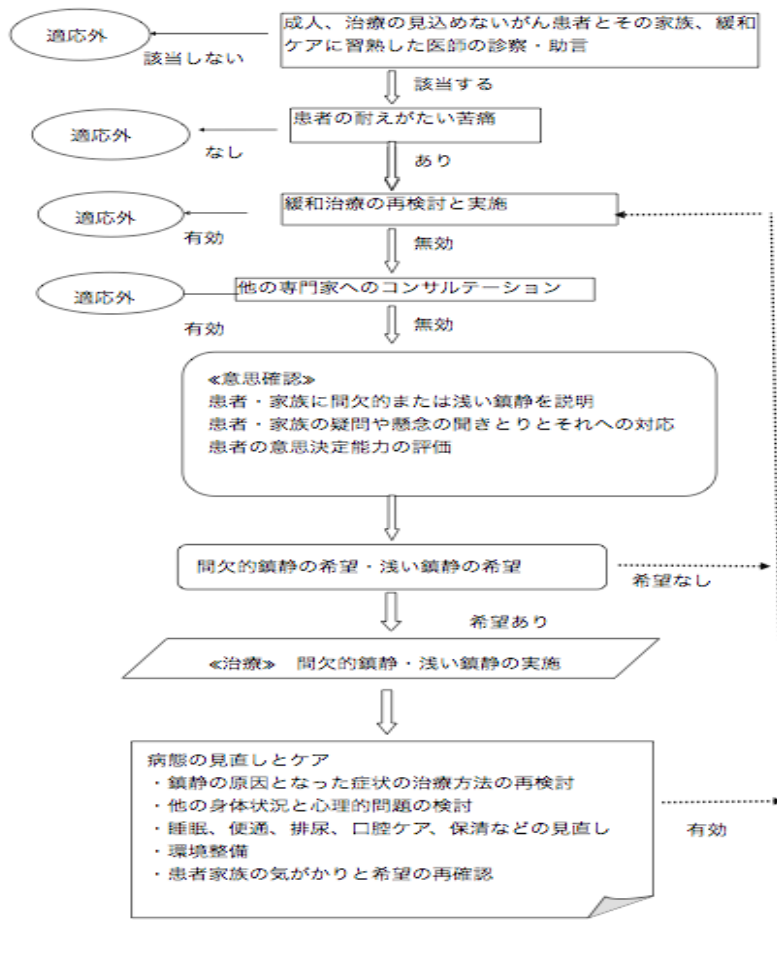 成人、治療の見込めないがん患者とその家族、緩和
ケアに習熟した医師の診察・助言
適応外
該当しない
該当する
患者の耐えがたい苦痛
適応外
なし
あり
緩和治療の再検討と実施
適応外
有効
無効
他の専門家へのコンサルテーション
適応外
有効
無効
≪意思確認≫
患者・家族に間欠的または浅い鎮静を説明
患者・家族の疑問や懸念の聞きとりとそれへの対応
患者の意思決定能力の評価
間欠的鎮静の希望・浅い鎮静の希望
希望なし
希望あり
≪治療≫　間欠的鎮静・浅い鎮静の実施
病態の見直しとケア
・鎮静の原因となった症状の治療方法の再検討
・他の身体状況と心理的問題の検討
・睡眠、便通、排尿、口腔ケア、保清などの見直し
・環境整備
・患者家族の気がかりと希望の再確認
有効